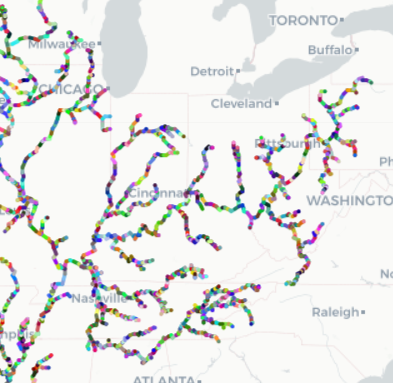 TORONTO
Milwaukee
Buffalo
Detroit
CHICAGO
Cleveland
Pittsburgh
Ph
Cincinnati
WASHINGTO
No
Nashville
Raleigh
mphis
ATLANTA